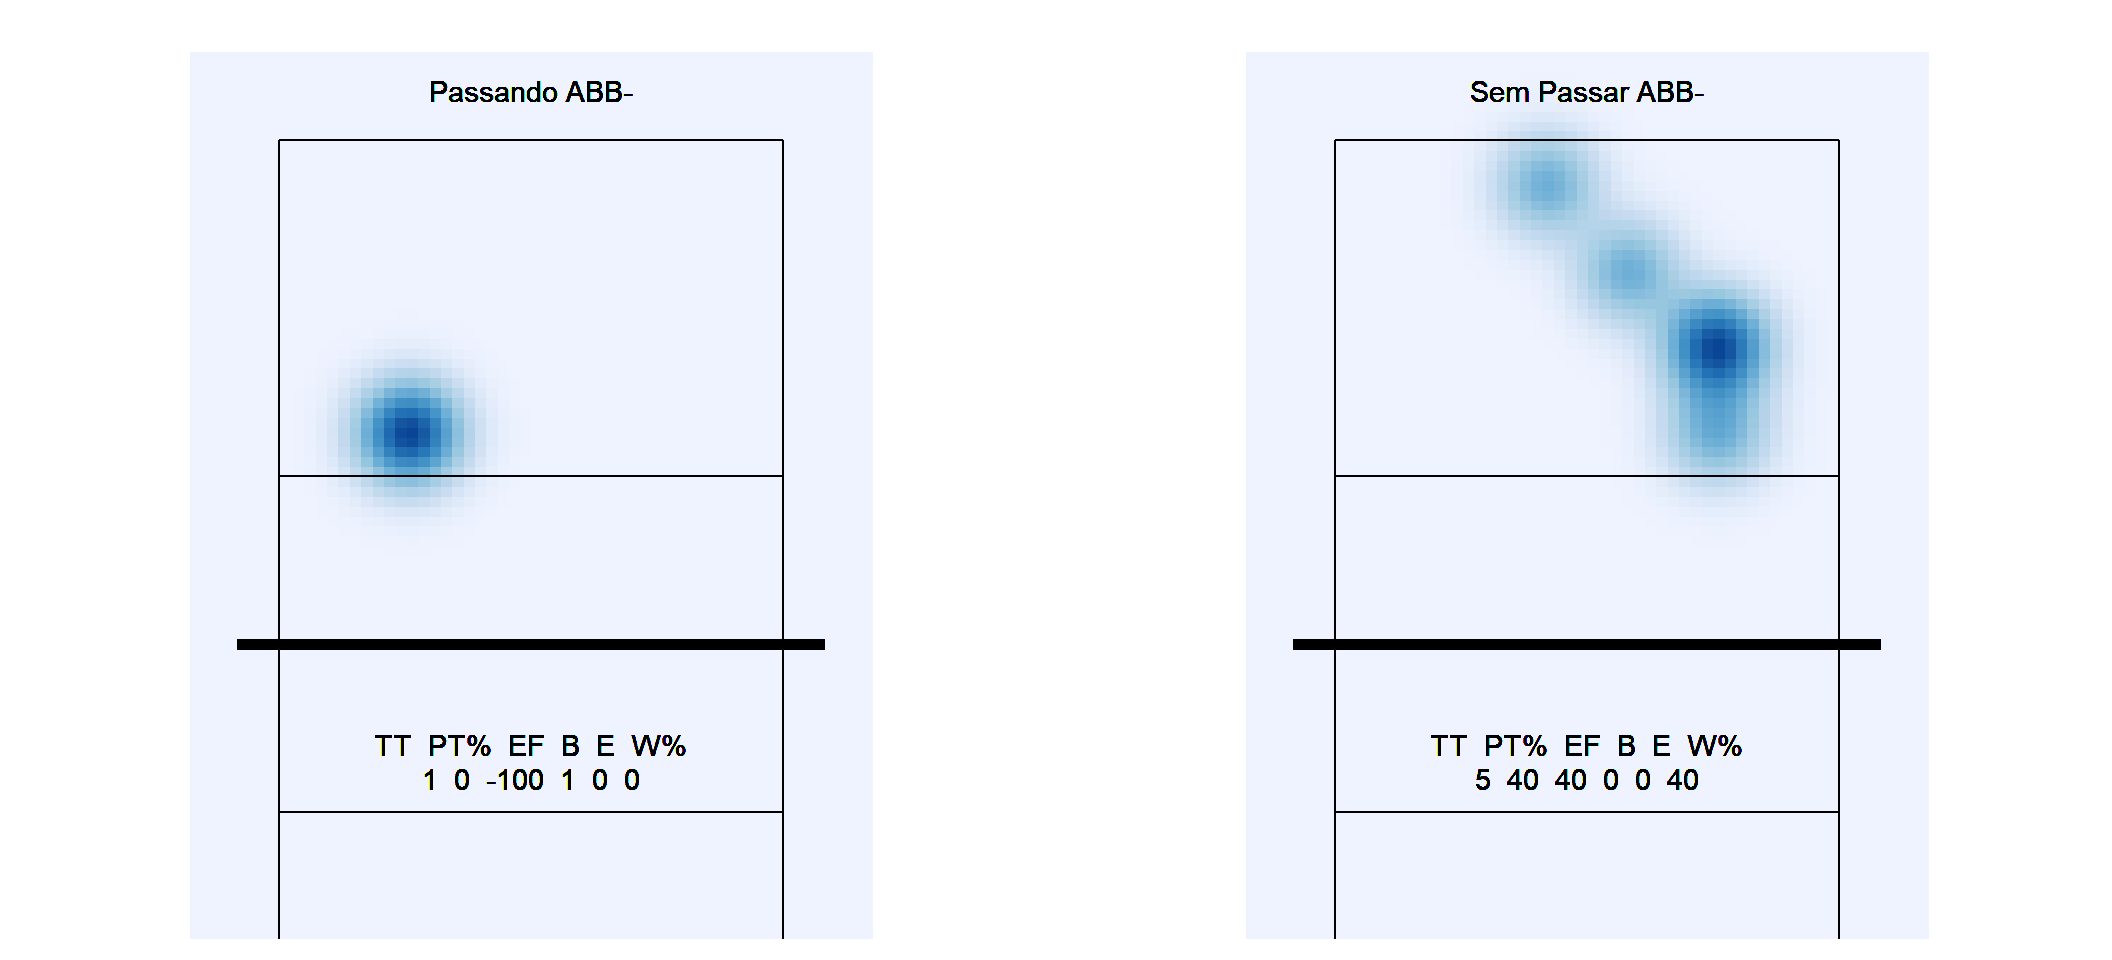 Passando ABB-
TT PT% EF B E W%
1 0 -100 1 0 0
Sem Passar ABB-
TT PT% EF B E W%
5 40 40 0 0 40